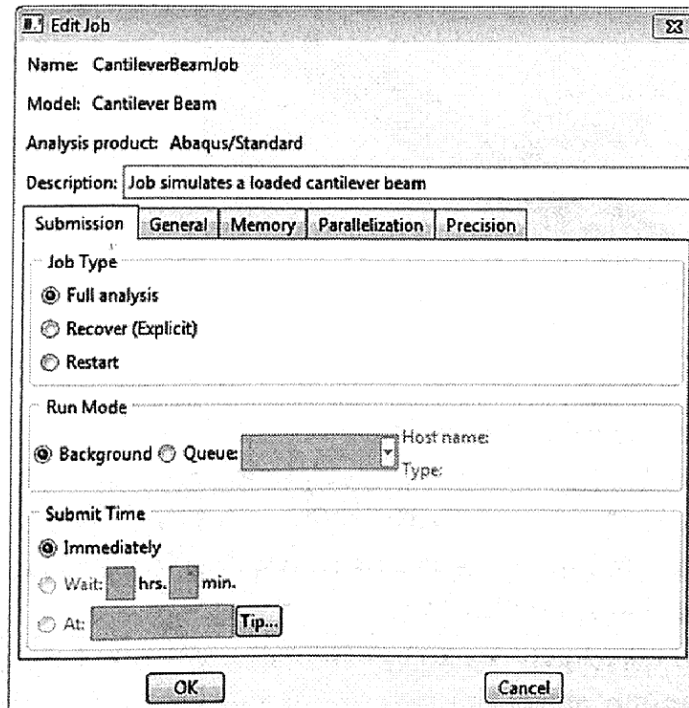 Edit Job
Name: CantileverBeamJob
Model: Cantilever Beam
Analysis product: Abaqus/Standard
Description: Job simulates a loaded cantilever beam
Submission General Memory Parallelization Precision
Job Type
Full analysis
Recover (Explicit)
Restart
Run Mode
Background Queue: Host name:
Type:
Submit Time
Immediately
Wait: hrs. min.
At: Tip...
OK Cancel